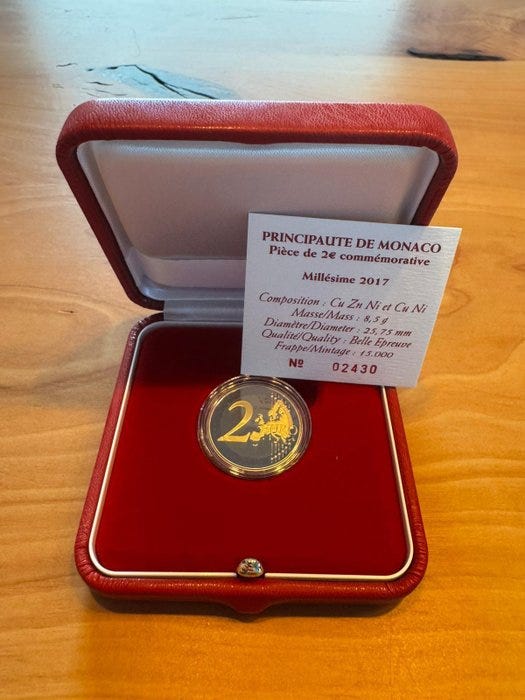 PRINCIPAUTE DE MONACO
Pièce de 2€ commémorative
Millésime 2017
Composition : Cu Zn Ni et Cu Ni
Masse/Mass : 8,5 g
Diamètre/Diameter : 25,75 mm
Qualité/Quality : Belle Epreuve
Frappe/Mintage : 15.000
Nº 02430
2